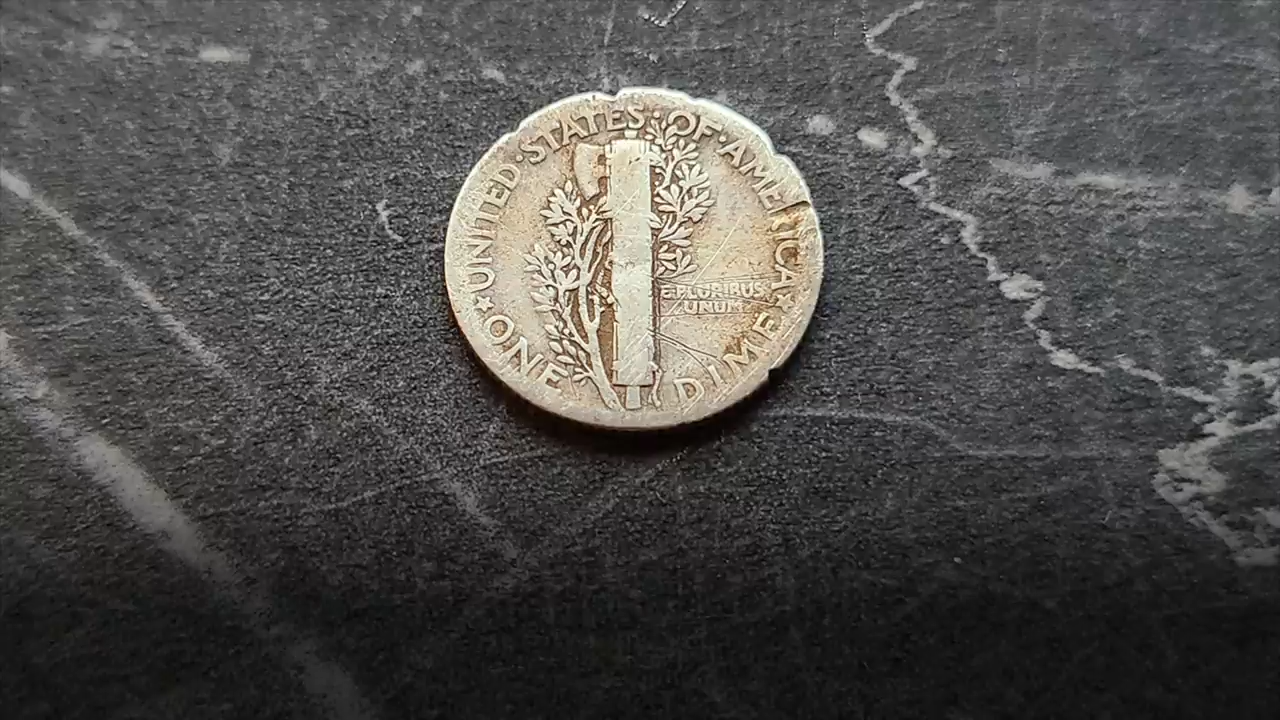 UNITED·STATES·OF·AMERICA
E·PLURIBUS
UNUM
★ONE DIME★